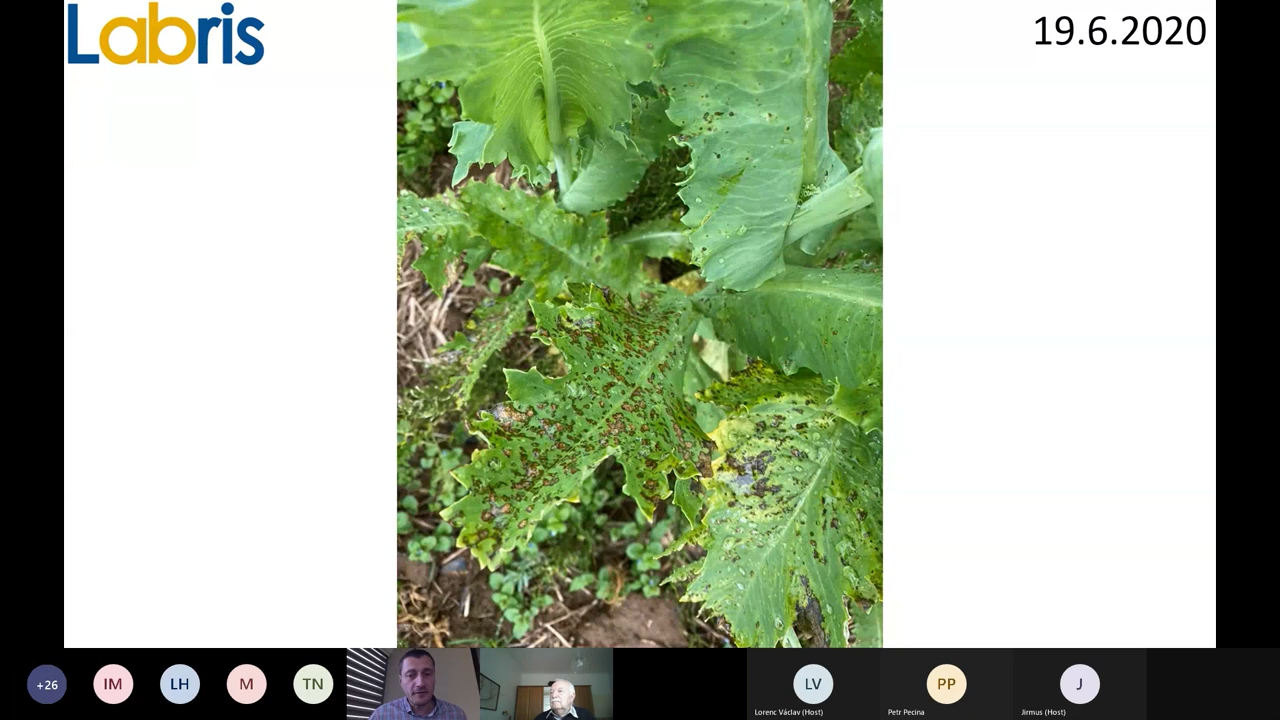 Labris
19.6.2020
+26
IM
LH
M
TN
LV
PP
J
Lorenc Václav (Host)
Petr Pecina
Jirmus (Host)